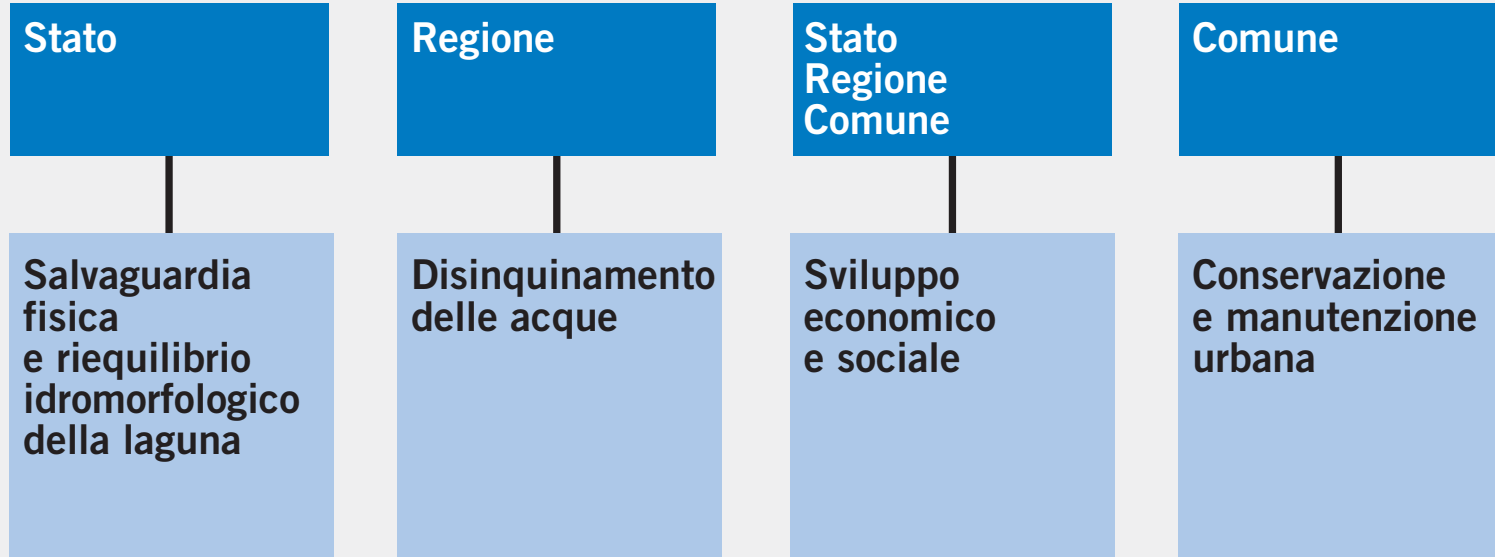 Stato
Regione
Stato
Regione
Comune
Comune
Salvaguardia
fisica
e riequilibrio
idromorfologico
della laguna
Disinquinamento
delle acque
Sviluppo
economico
e sociale
Conservazione
e manutenzione
urbana